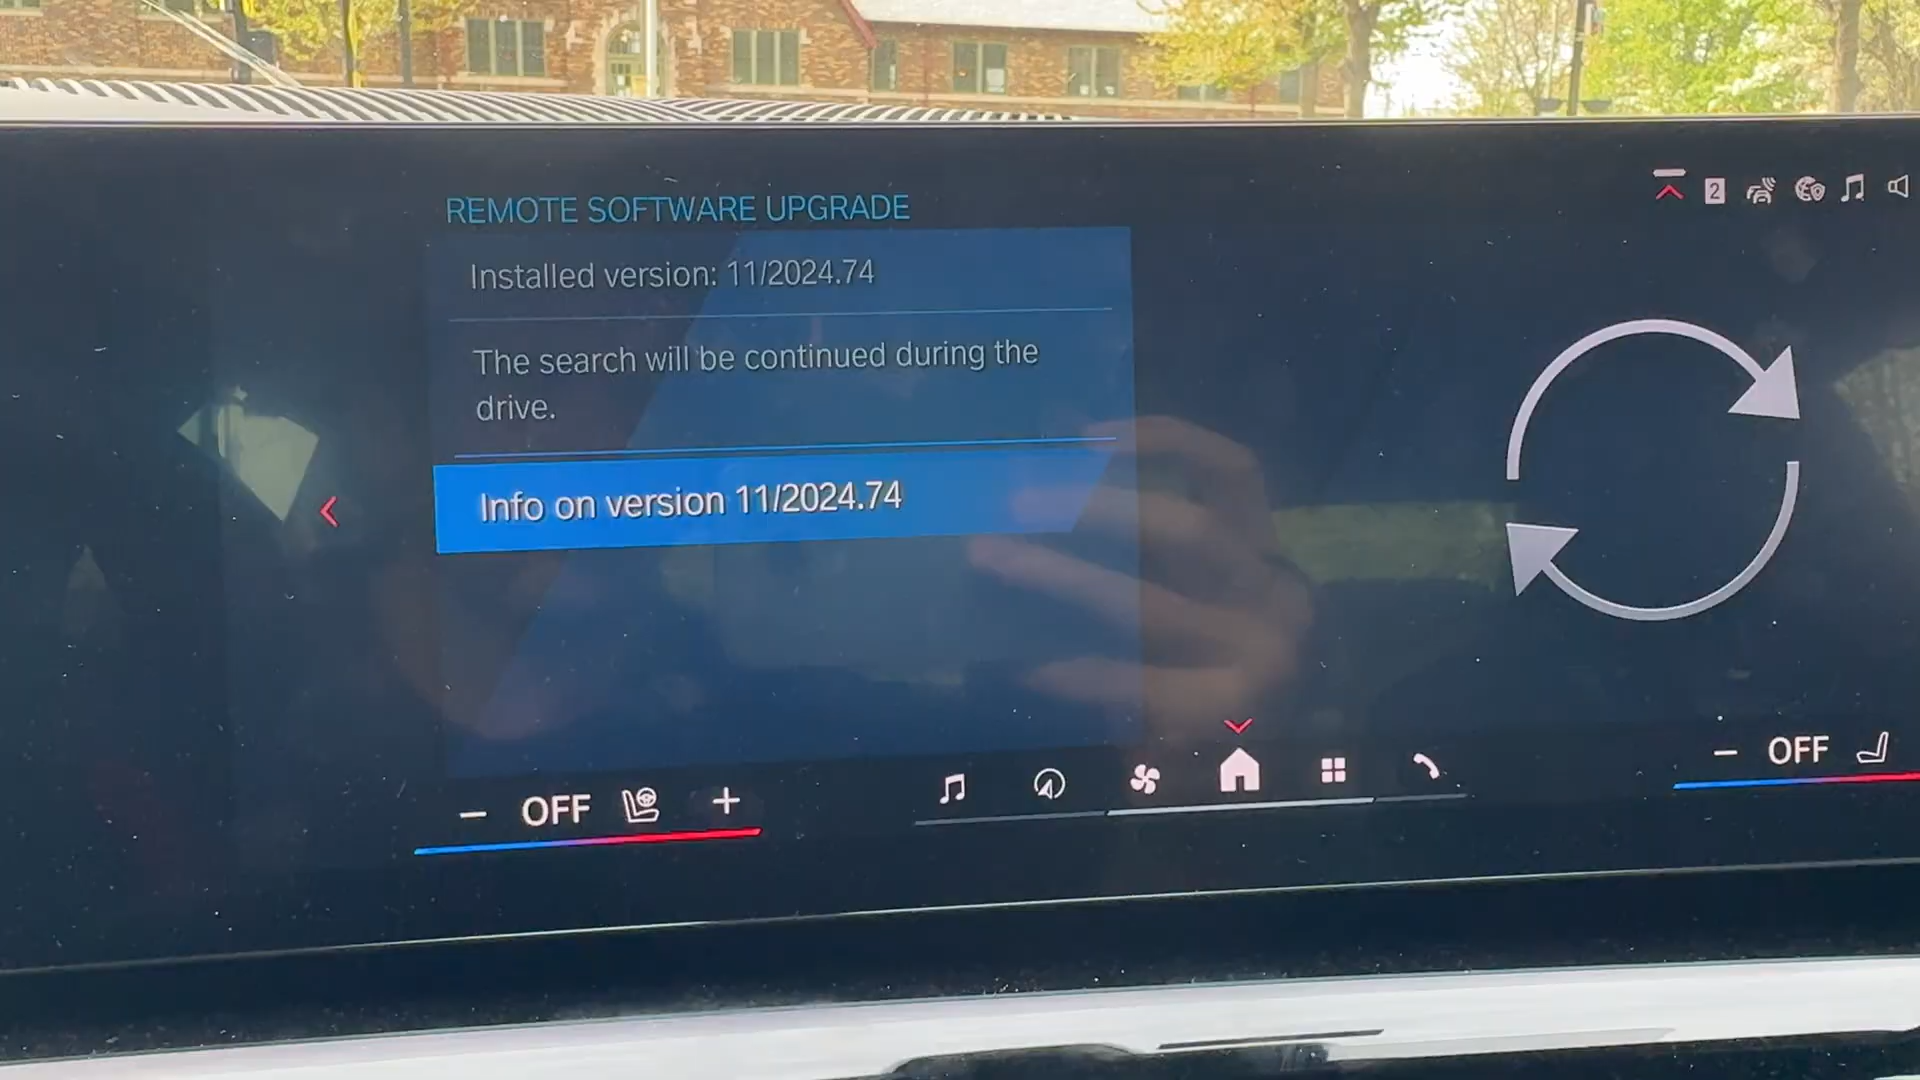 REMOTE SOFTWARE UPGRADE
2
Installed version: 11/2024.74
The search will be continued during the
drive.
Info on version 11/2024.74
− OFF +
− OFF